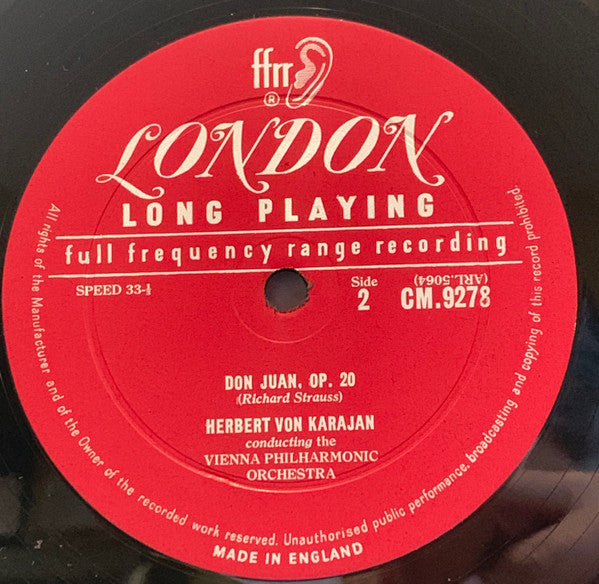 ffrr
®
LONDON
LONG PLAYING
full frequency range recording
SPEED 33-⅓
Side
2
CM.9278
(ARL.5064)
DON JUAN, OP. 20
(Richard Strauss)
HERBERT VON KARAJAN
conducting the
VIENNA PHILHARMONIC
ORCHESTRA
All rights of the Manufacturer and of the Owner of the recorded work reserved. Unauthorised public performance, broadcasting and copying of this record prohibited.
MADE IN ENGLAND